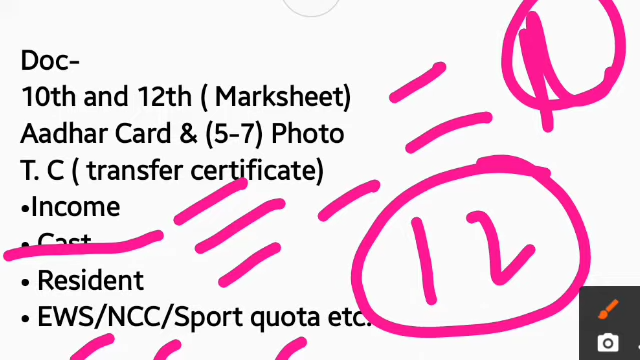 Doc-
10th and 12th ( Marksheet)
Aadhar Card & (5-7) Photo
T. C ( transfer certificate)
•Income
• Cast
• Resident
• EWS/NCC/Sport quota etc.
12